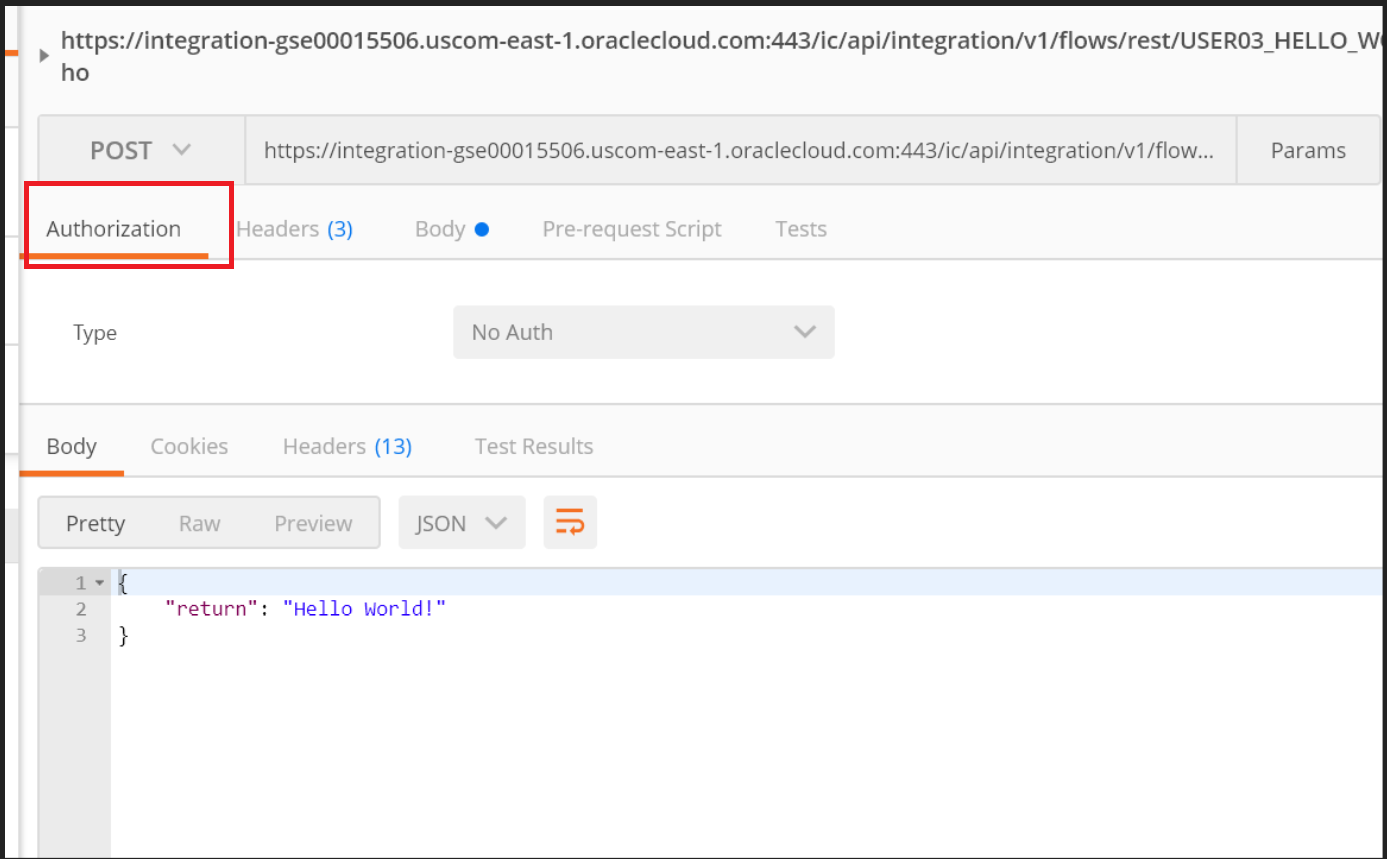 https://integration-gse00015506.uscom-east-1.oraclecloud.com:443/ic/api/integration/v1/flows/rest/USER03_HELLO_WO
ho
POST https://integration-gse00015506.uscom-east-1.oraclecloud.com:443/ic/api/integration/v1/flow... Params
Authorization Headers (3) Body Pre-request Script Tests
Type No Auth
Body Cookies Headers (13) Test Results
Pretty Raw Preview JSON
1 {
2 "return": "Hello World!"
3 }